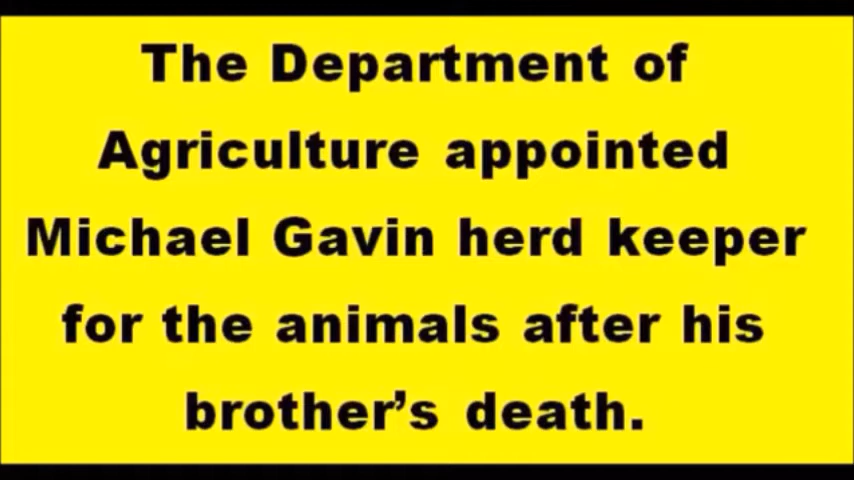 The Department of
Agriculture appointed
Michael Gavin herd keeper
for the animals after his
brother’s death.